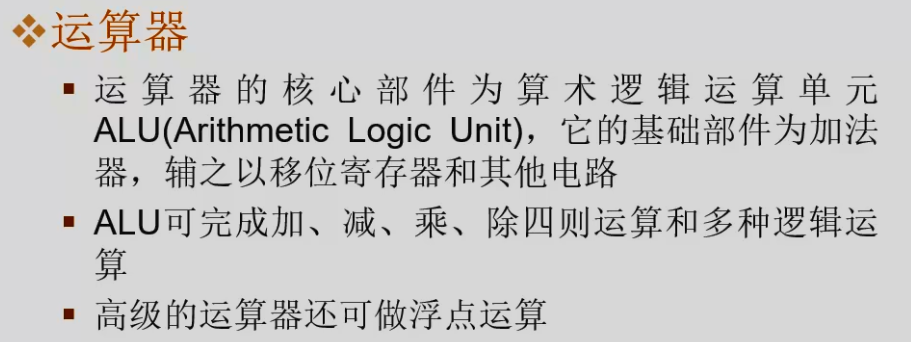 运算器
运算器的核心部件为算术逻辑运算单元
ALU(Arithmetic Logic Unit)，它的基础部件为加法
器，辅之以移位寄存器和其他电路
ALU可完成加、减、乘、除四则运算和多种逻辑运
算
高级的运算器还可做浮点运算